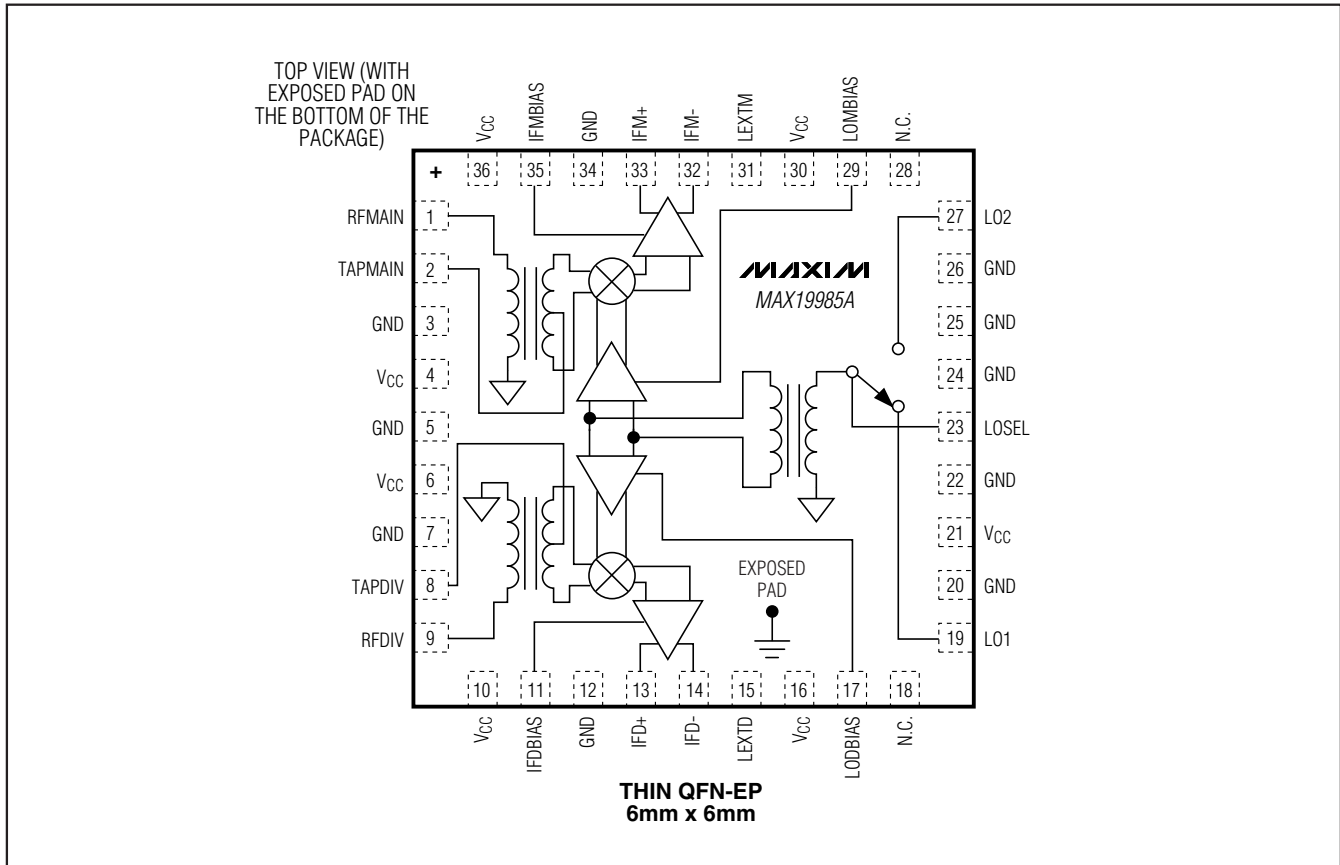 TOP VIEW (WITH
EXPOSED PAD ON
THE BOTTOM OF THE
PACKAGE)
VCC
IFMBIAS
GND
IFM+
IFM-
LEXTM
VCC
LOMBIAS
N.C.
+
36
35
34
33
32
31
30
29
28
RFMAIN 1
TAPMAIN 2
GND 3
VCC 4
GND 5
VCC 6
GND 7
TAPDIV 8
RFDIV 9
MAXIM
MAX19985A
27 LO2
26 GND
25 GND
24 GND
23 LOSEL
22 GND
21 VCC
20 GND
19 LO1
EXPOSED
PAD
10
11
12
13
14
15
16
17
18
VCC
IFDBIAS
GND
IFD+
IFD-
LEXTD
VCC
LODBIAS
N.C.
THIN QFN-EP
6mm x 6mm